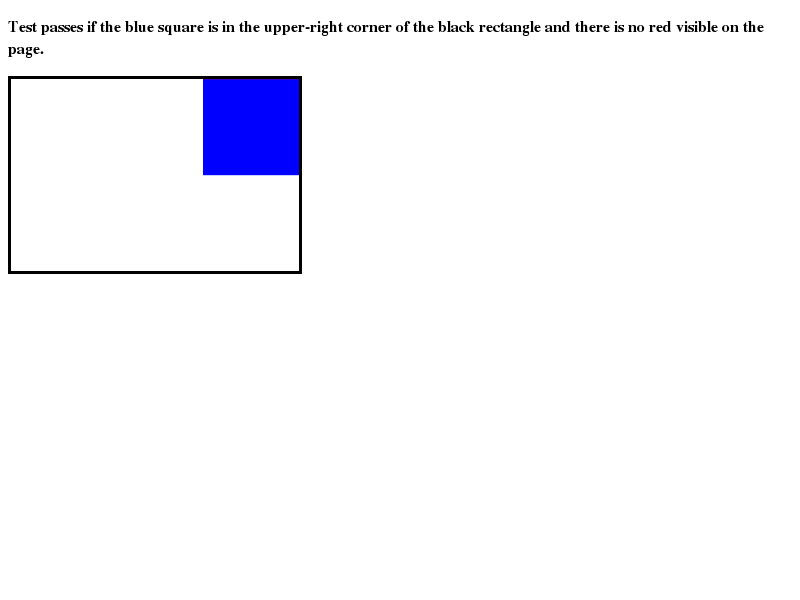 Test passes if the blue square is in the upper-right corner of the black rectangle and there is no red visible on the
page.